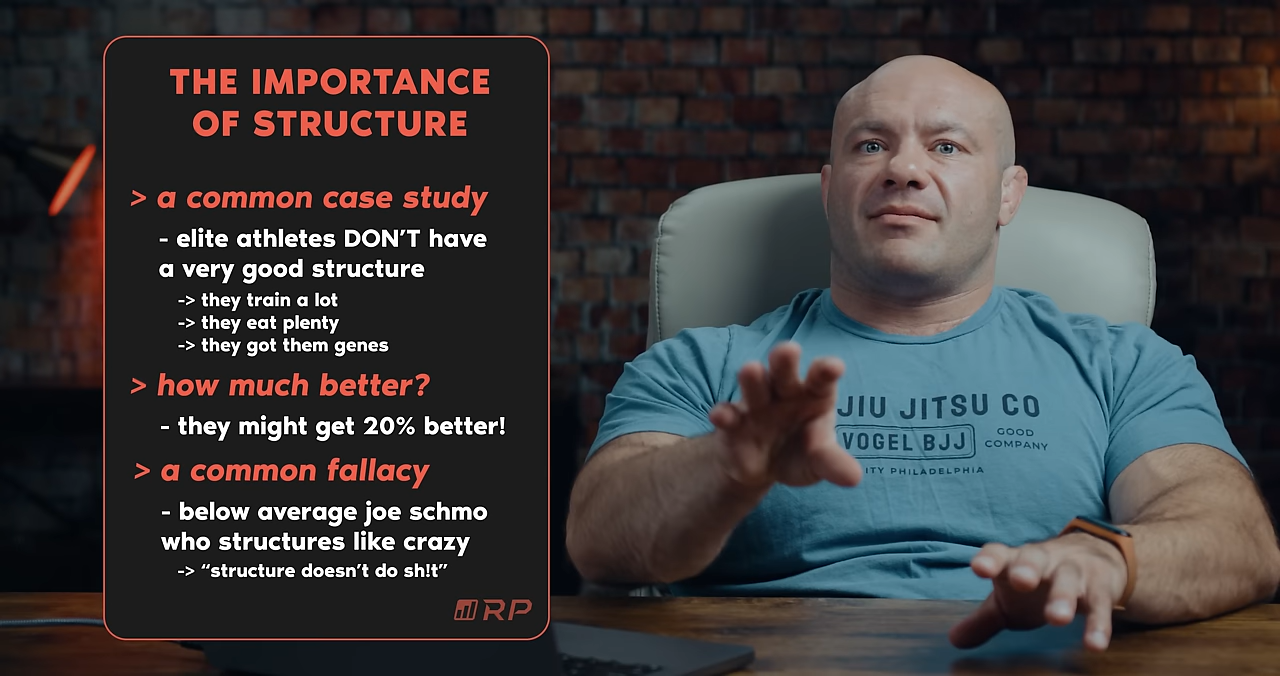 THE IMPORTANCE
OF STRUCTURE
> a common case study
- elite athletes DON'T have
a very good structure
-> they train a lot
-> they eat plenty
-> they got them genes
> how much better?
- they might get 20% better!
> a common fallacy
- below average joe schmo
who structures like crazy
-> “structure doesn't do sh!t”
RP
JIU JITSU CO
VOGEL BJJ
GOOD
COMPANY
ITY PHILADELPHIA